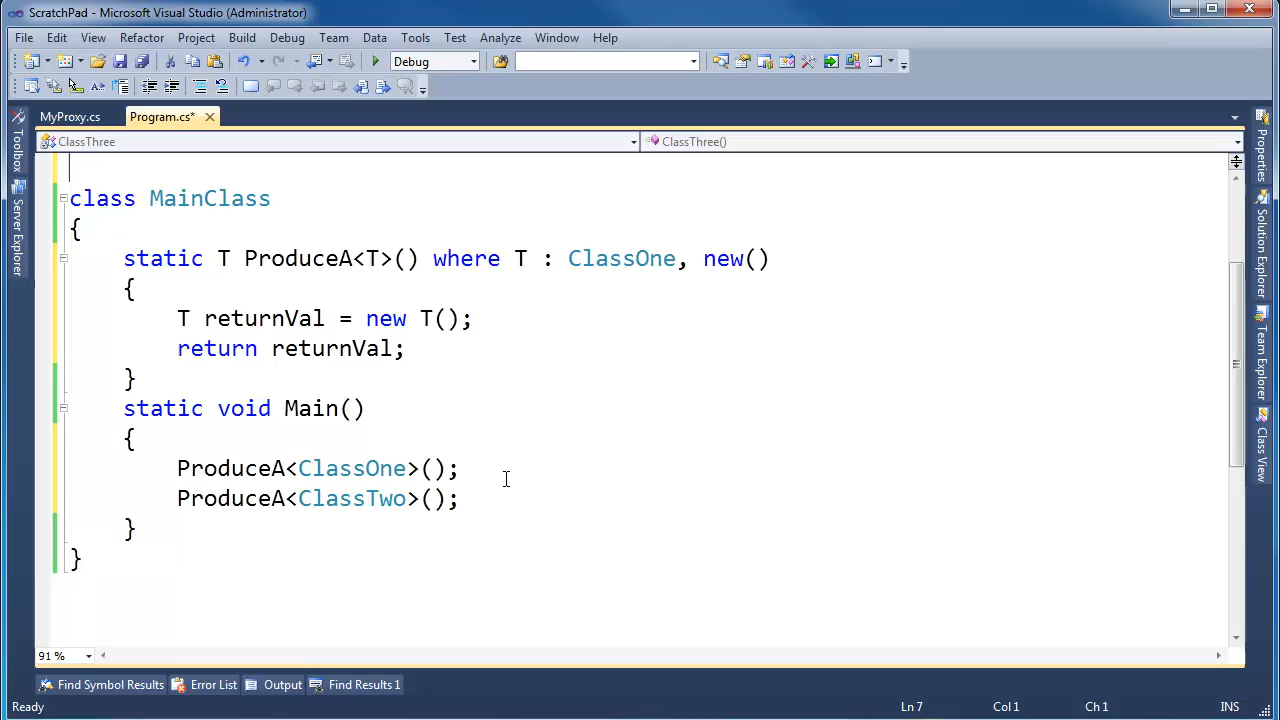 ScratchPad - Microsoft Visual Studio (Administrator)
File Edit View Refactor Project Build Debug Team Data Tools Test Analyze Window Help
Debug
MyProxy.cs Program.cs*
ClassThree ClassThree()
class MainClass
{
static T ProduceA<T>() where T : ClassOne, new()
{
T returnVal = new T();
return returnVal;
}
static void Main()
{
ProduceA<ClassOne>();
ProduceA<ClassTwo>();
}
}
Toolbox
Server Explorer
Properties
Solution Explorer
Team Explorer
Class View
91 %
Find Symbol Results Error List Output Find Results 1
Ready Ln 7 Col 1 Ch 1 INS